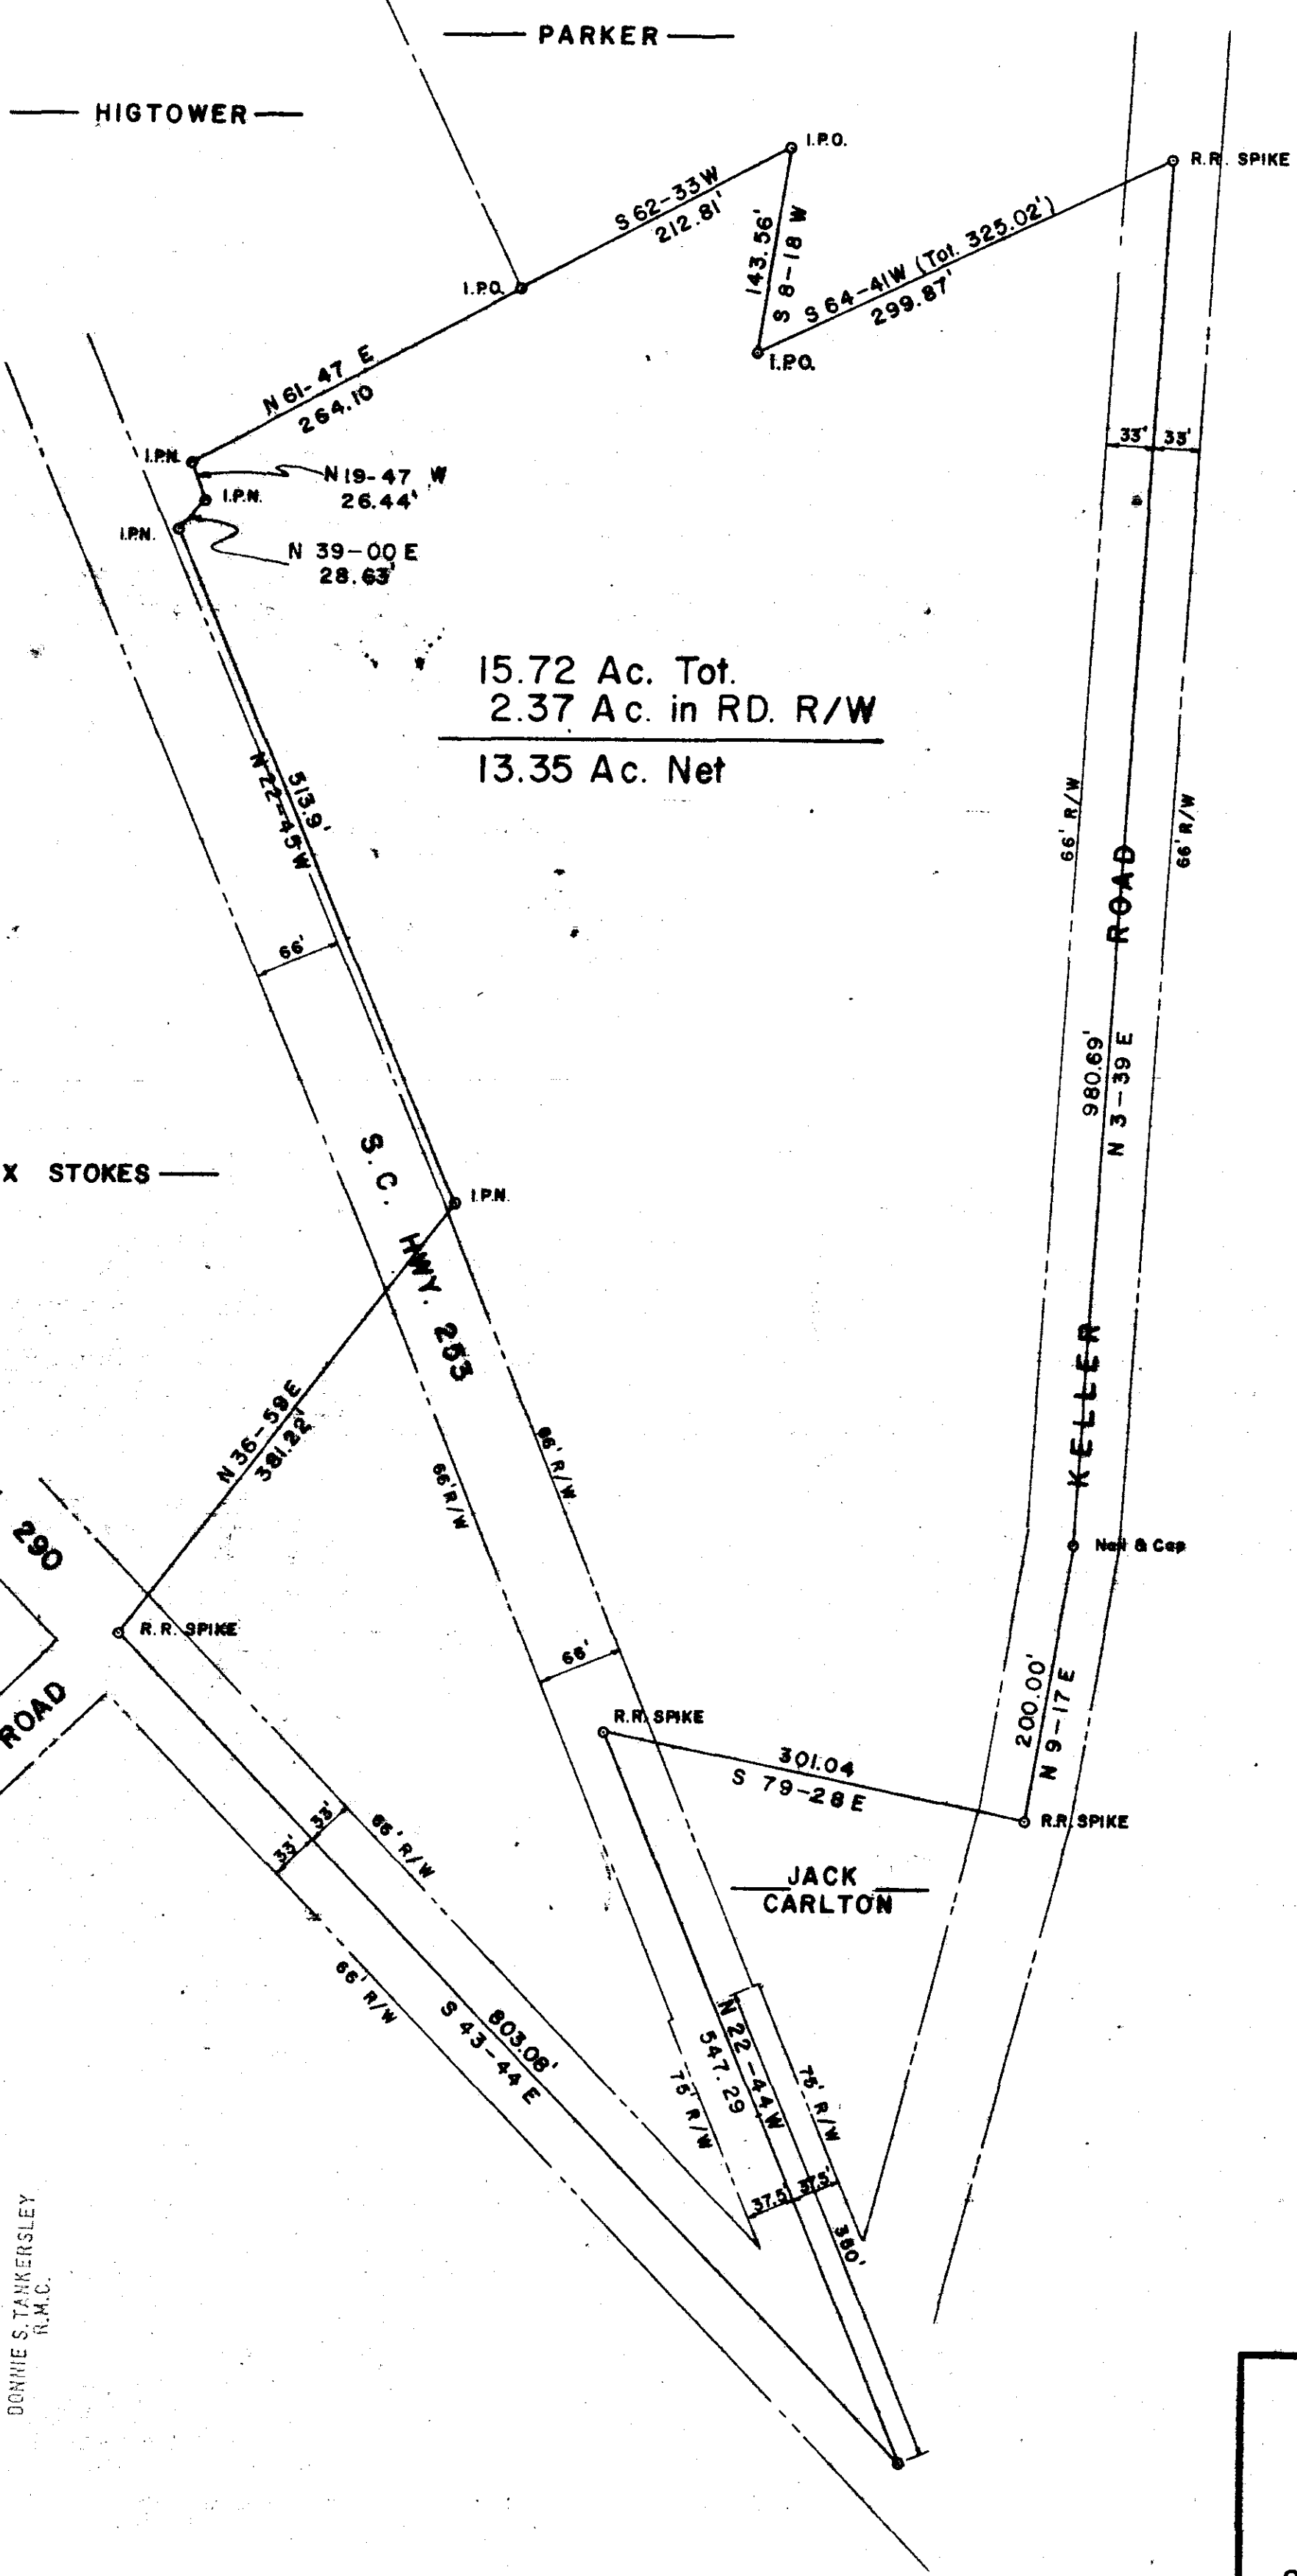 PARKER
HIGTOWER
I.P.O.
R.R. SPIKE
S 62-33 W
212.81'
143.56'
S 8-18 W
S 64-41W (Tot. 325.02')
299.87'
I.P.O.
I.P.O.
N 61-47 E
264.10
33'
33'
I.P.N.
N 19-47 W
26.44'
I.P.N.
I.P.N.
N 39-00 E
28.63'
15.72 Ac. Tot.
2.37 Ac. in RD. R/W
13.35 Ac. Net
513.9'
N 22-45 W
66' R/W
66' R/W
66'
KELLER ROAD
980.69'
N 3-39 E
X STOKES
S.C. HWY. 253
I.P.N.
N 36-59 E
381.22'
66' R/W
66' R/W
290
Nail & Cap
R.R. SPIKE
66'
ROAD
200.00'
N 9-17 E
R.R. SPIKE
301.04
S 79-28 E
R.R. SPIKE
33'
33'
66' R/W
JACK
CARLTON
66' R/W
803.08'
S 43-44 E
N 22-44 W
547.29
75' R/W
75' R/W
37.5'
37.5'
380'
DONNIE S. TANKERSLEY
R.M.C.